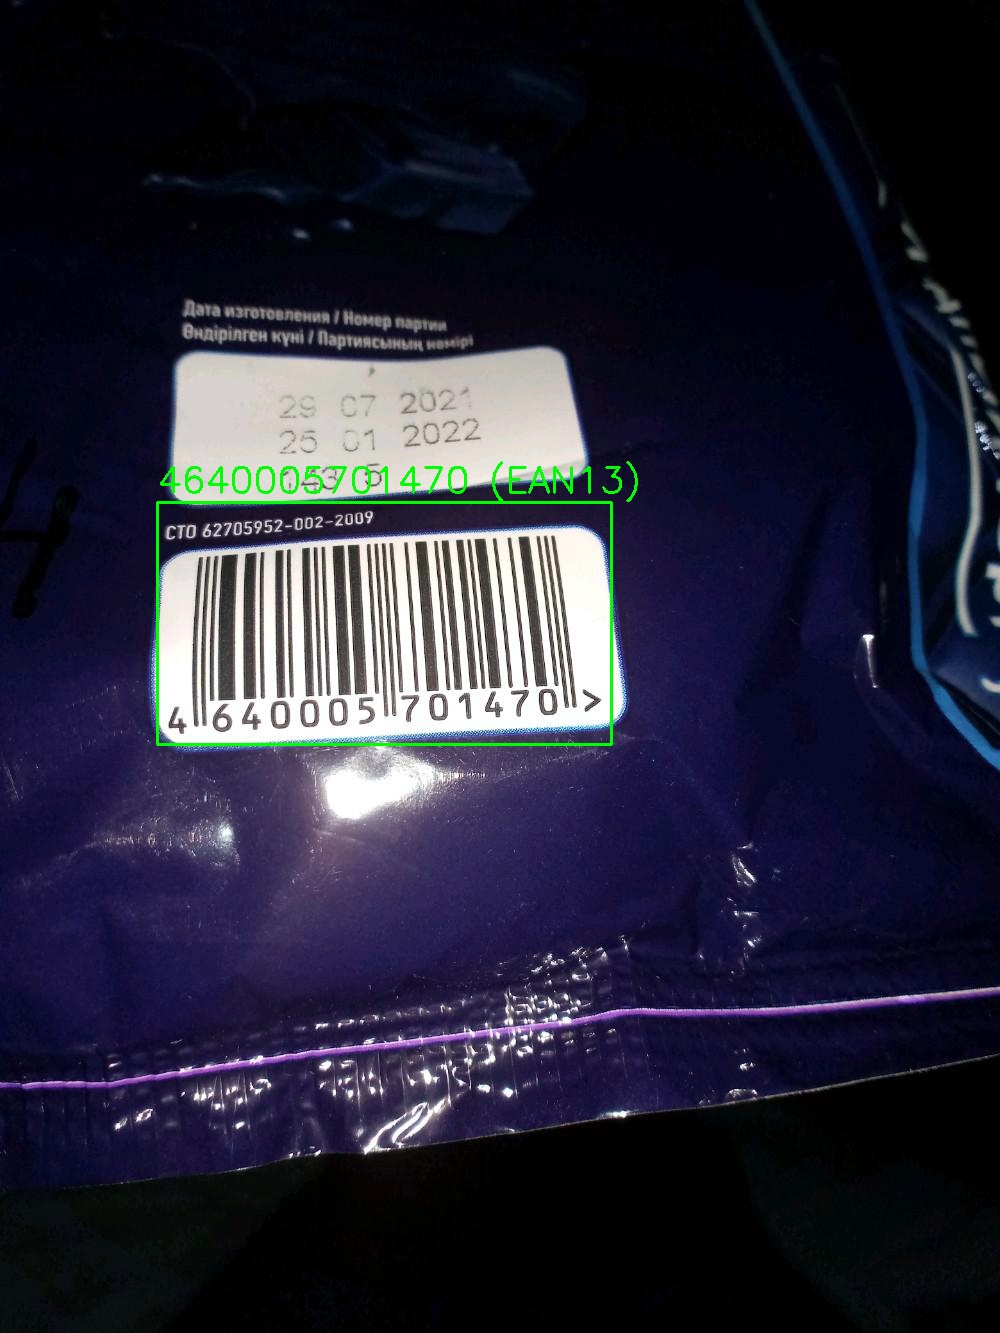 Дата изготовления / Номер партии
Өндірілген күні / Партиясының нөмірі
29 07 2021
25 01 2022
4640005701470 (EAN13)
СТО 62705952-002-2009
4 640005 701470 >
4